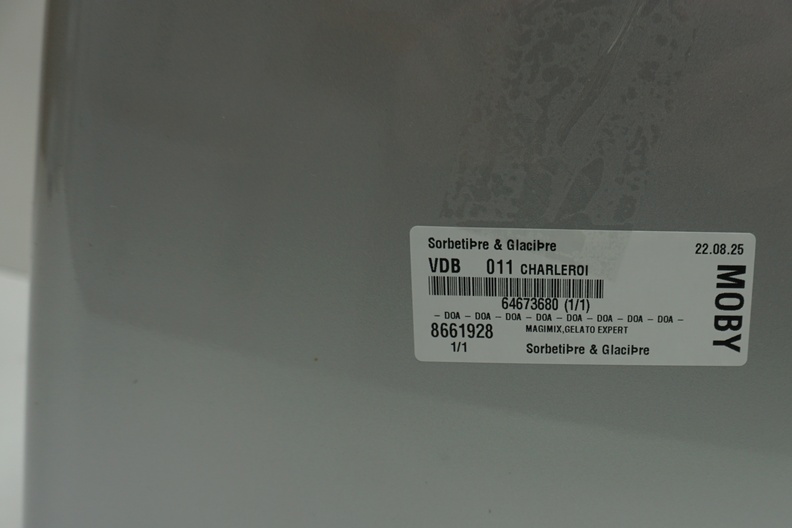 SorbetiÞre & GlaciÞre
22.08.25
VDB 011 CHARLEROI
64673680 (1/1)
- DOA - DOA - DOA - DOA - DOA - DOA - DOA - DOA -
8661928 MAGIMIX,GELATO EXPERT
1/1 SorbetiÞre & GlaciÞre
MOBY